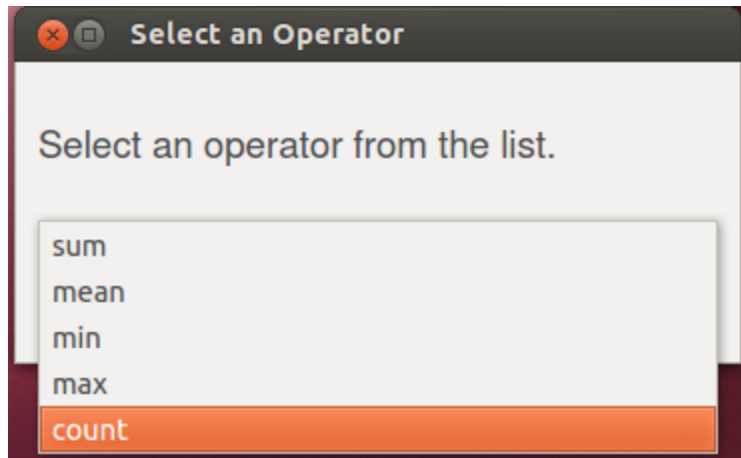 Select an Operator
Select an operator from the list.
sum
mean
min
max
count